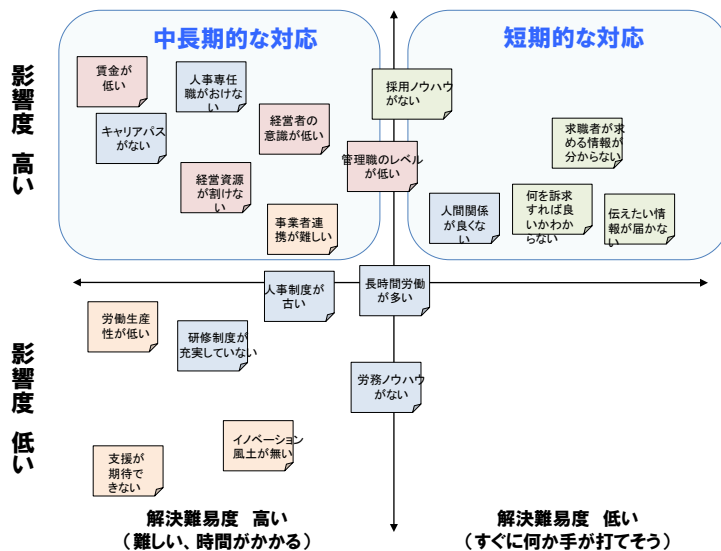 中長期的な対応
短期的な対応
影響度 高い
賃金が
低い
人事専任
職がおけな
い
採用ノウハウ
がない
キャリアパス
がない
経営者の
意識が低い
求職者が求
める情報が
分からない
管理職のレベル
が低い
経営資源
が割けない
人間関係
が良くな
い
何を訴求
すれば良
いかわか
らない
伝えたい情
報が届かな
い
事業者連
携が難しい
人事制度が
古い
長時間労働
が多い
労働生産
性が低い
研修制度が
充実していない
影響度 低い
労務ノウハウ
がない
イノベーション
風土が無い
支援が
期待で
きない
解決難易度 高い
(難しい、時間がかかる)
解決難易度 低い
(すぐに何か手が打てそう)